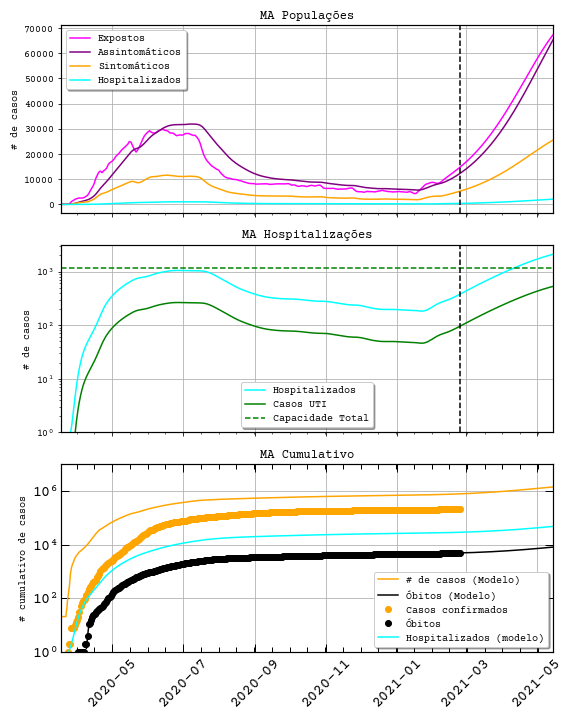 MA Populações
70000
60000
50000
40000
30000
20000
10000
0
# de casos
Expostos
Assintomáticos
Sintomáticos
Hospitalizados
MA Hospitalizações
10³
10²
10¹
10⁰
# de casos
Hospitalizados
Casos UTI
Capacidade Total
MA Cumulativo
10⁶
10⁴
10²
10⁰
# cumulativo de casos
# de casos (Modelo)
Óbitos (Modelo)
Casos confirmados
Óbitos
Hospitalizados (modelo)
2020-05
2020-07
2020-09
2020-11
2021-01
2021-03
2021-05